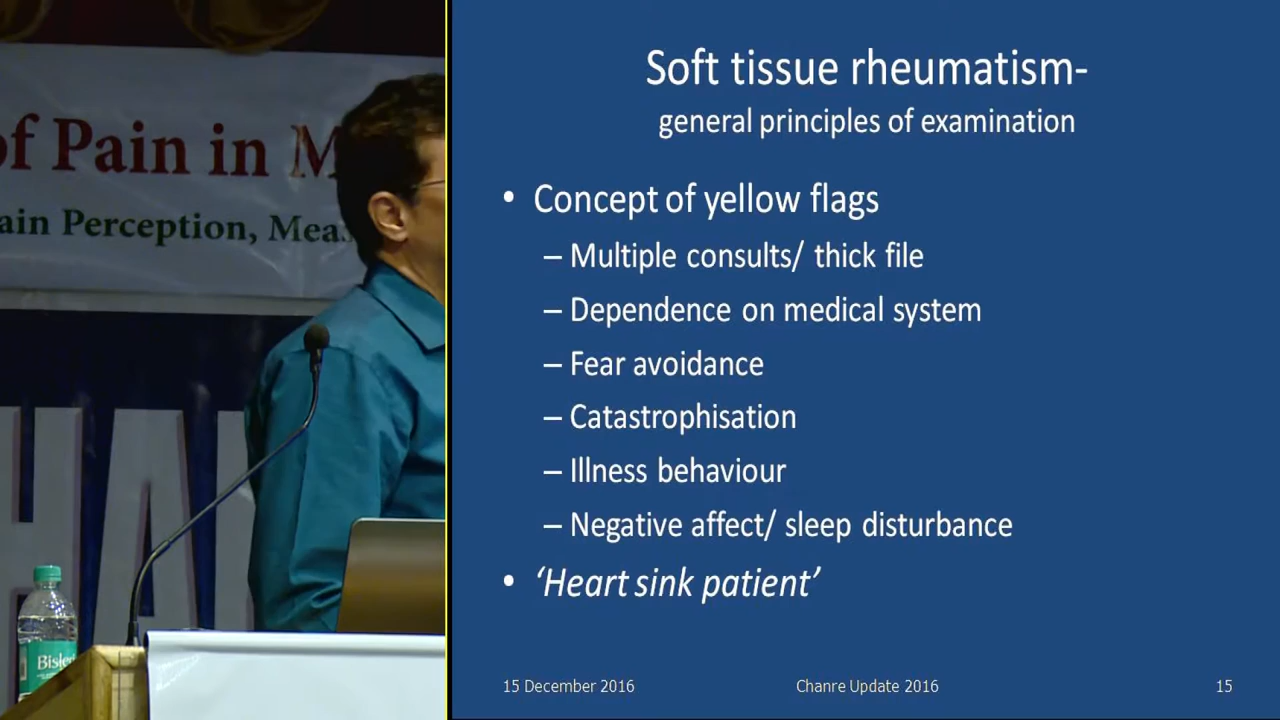 of Pain in
ain Perception,
Soft tissue rheumatism-
general principles of examination
• Concept of yellow flags
– Multiple consults/ thick file
– Dependence on medical system
– Fear avoidance
– Catastrophisation
– Illness behaviour
– Negative affect/ sleep disturbance
• ‘Heart sink patient’
15 December 2016 Chanre Update 2016 15